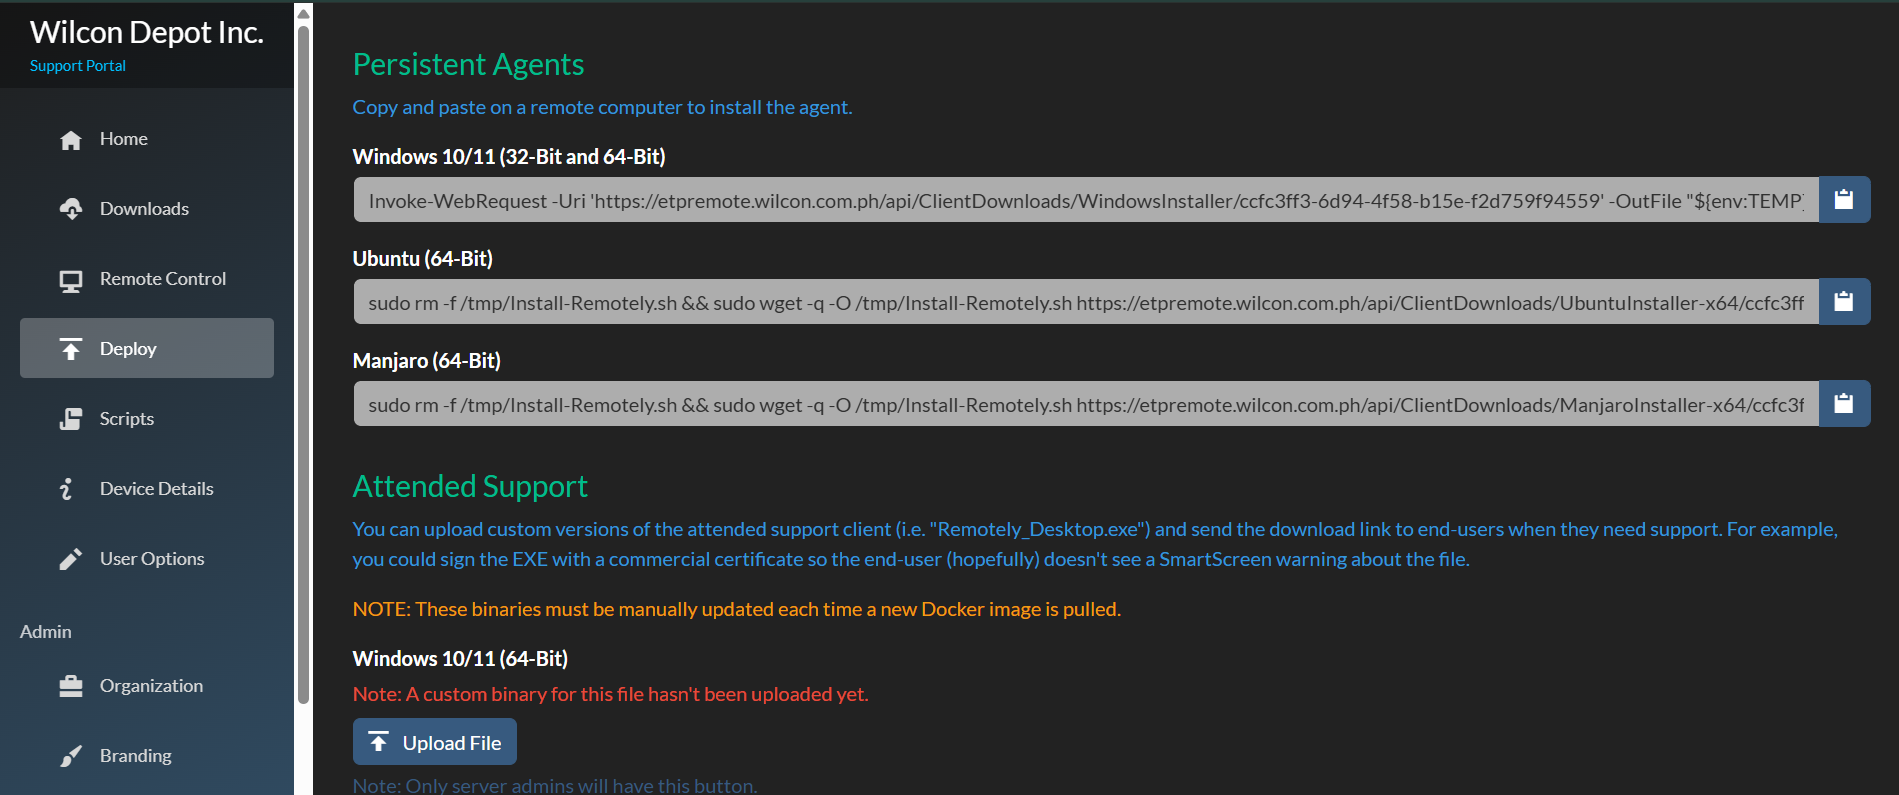 Wilcon Depot Inc.
Support Portal
Home
Downloads
Remote Control
Deploy
Scripts
Device Details
User Options
Admin
Organization
Branding
Persistent Agents
Copy and paste on a remote computer to install the agent.
Windows 10/11 (32-Bit and 64-Bit)
Invoke-WebRequest -Uri 'https://etpremote.wilcon.com.ph/api/ClientDownloads/WindowsInstaller/ccfc3ff3-6d94-4f58-b15e-f2d759f94559' -OutFile "${env:TEMP}
Ubuntu (64-Bit)
sudo rm -f /tmp/Install-Remotely.sh && sudo wget -q -O /tmp/Install-Remotely.sh https://etpremote.wilcon.com.ph/api/ClientDownloads/UbuntuInstaller-x64/ccfc3ff
Manjaro (64-Bit)
sudo rm -f /tmp/Install-Remotely.sh && sudo wget -q -O /tmp/Install-Remotely.sh https://etpremote.wilcon.com.ph/api/ClientDownloads/ManjaroInstaller-x64/ccfc3f
Attended Support
You can upload custom versions of the attended support client (i.e. "Remotely_Desktop.exe") and send the download link to end-users when they need support. For example,
you could sign the EXE with a commercial certificate so the end-user (hopefully) doesn't see a SmartScreen warning about the file.
NOTE: These binaries must be manually updated each time a new Docker image is pulled.
Windows 10/11 (64-Bit)
Note: A custom binary for this file hasn't been uploaded yet.
Upload File
Note: Only server admins will have this button.